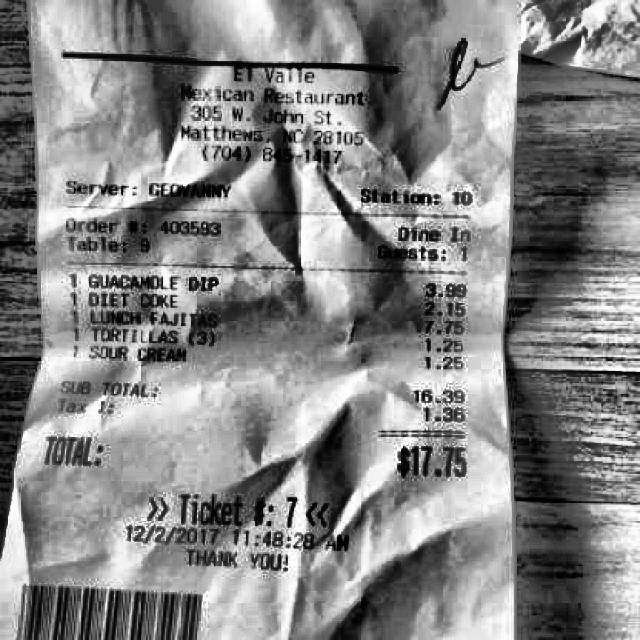 El Valle
Mexican Restaurant
305 W. John St.
Matthews, NC 28105
(704) 845-1417
Server: GEOVANNY Station: 10
Order #: 403593 Dine In
Table: 9 Guests: 1
1 GUACAMOLE DIP 3.99
1 DIET COKE 2.15
1 LUNCH FAJITAS 7.75
1 TORTILLAS (3) 1.25
1 SOUR CREAM 1.25
SUB TOTAL: 16.39
Tax 1: 1.36
TOTAL: $17.75
>> Ticket #: 7 <<
12/2/2017 11:48:28 AM
THANK YOU!